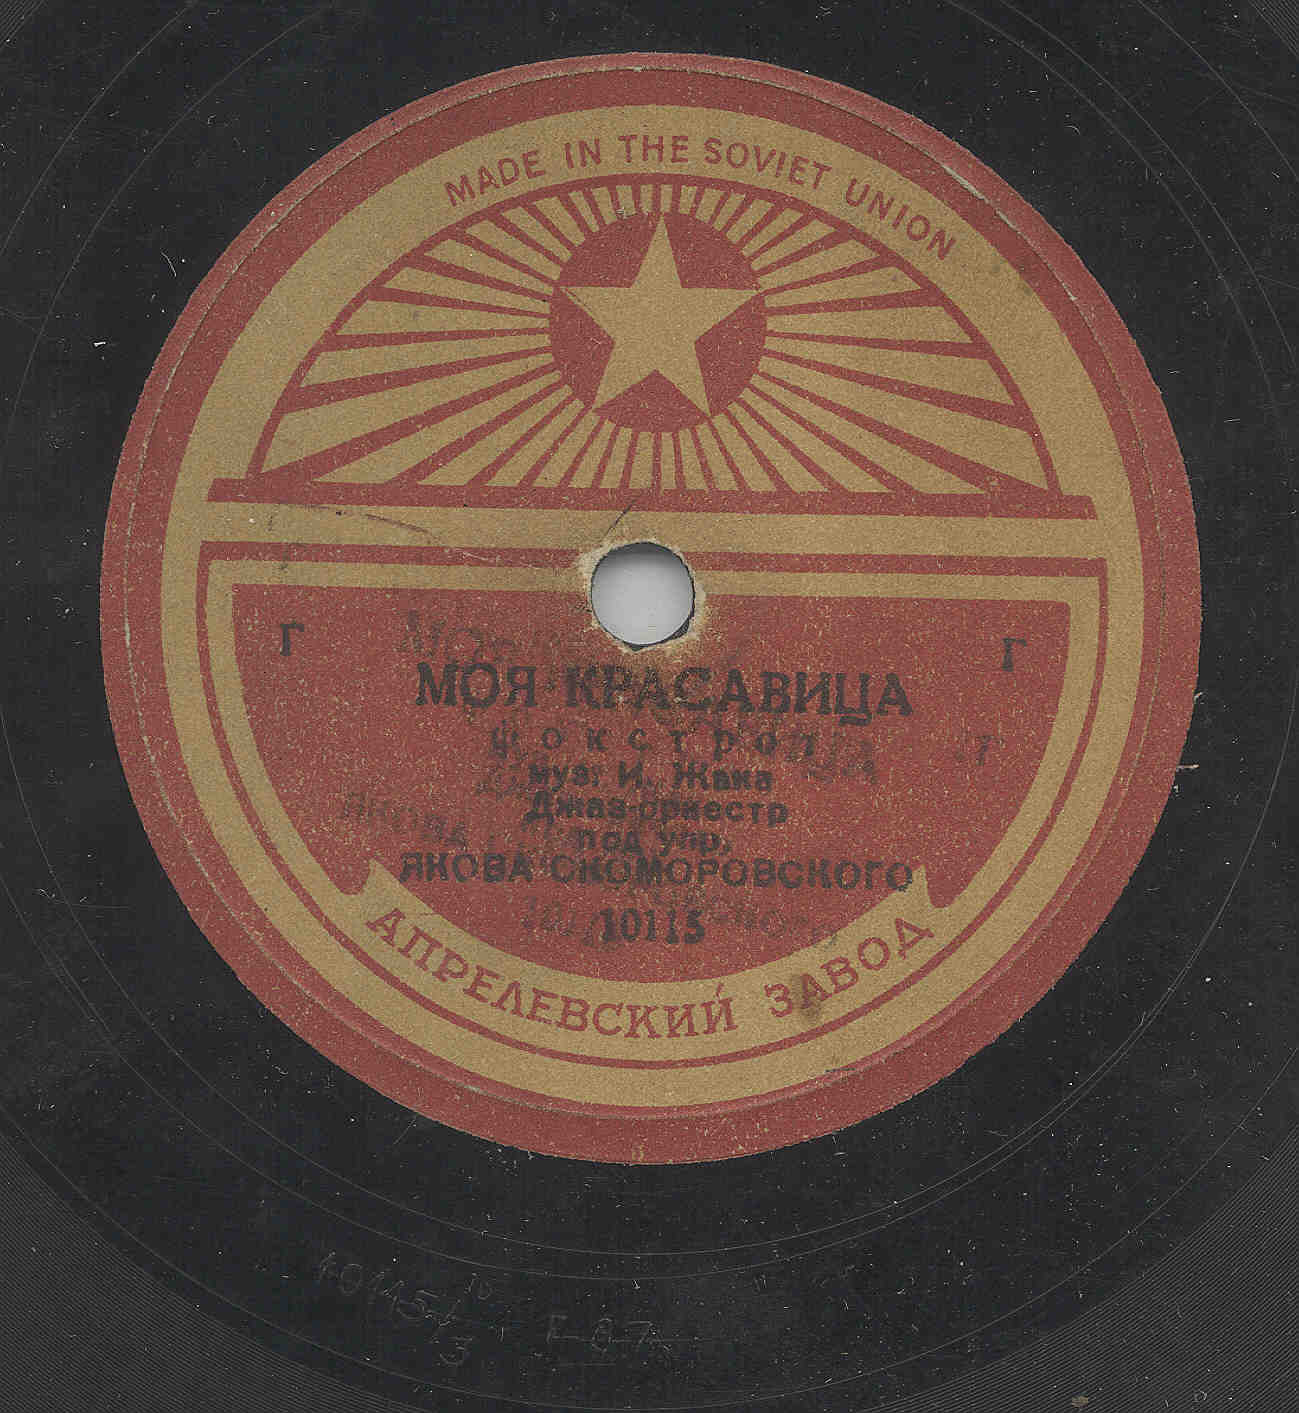 MADE IN THE SOVIET UNION
Г Г
МОЯ КРАСАВИЦА
фокстрот
муз. И. Жака
Джаз-оркестр
под упр.
ЯКОВА СКОМОРОВСКОГО
10115
АПРЕЛЕВСКИЙ ЗАВОД